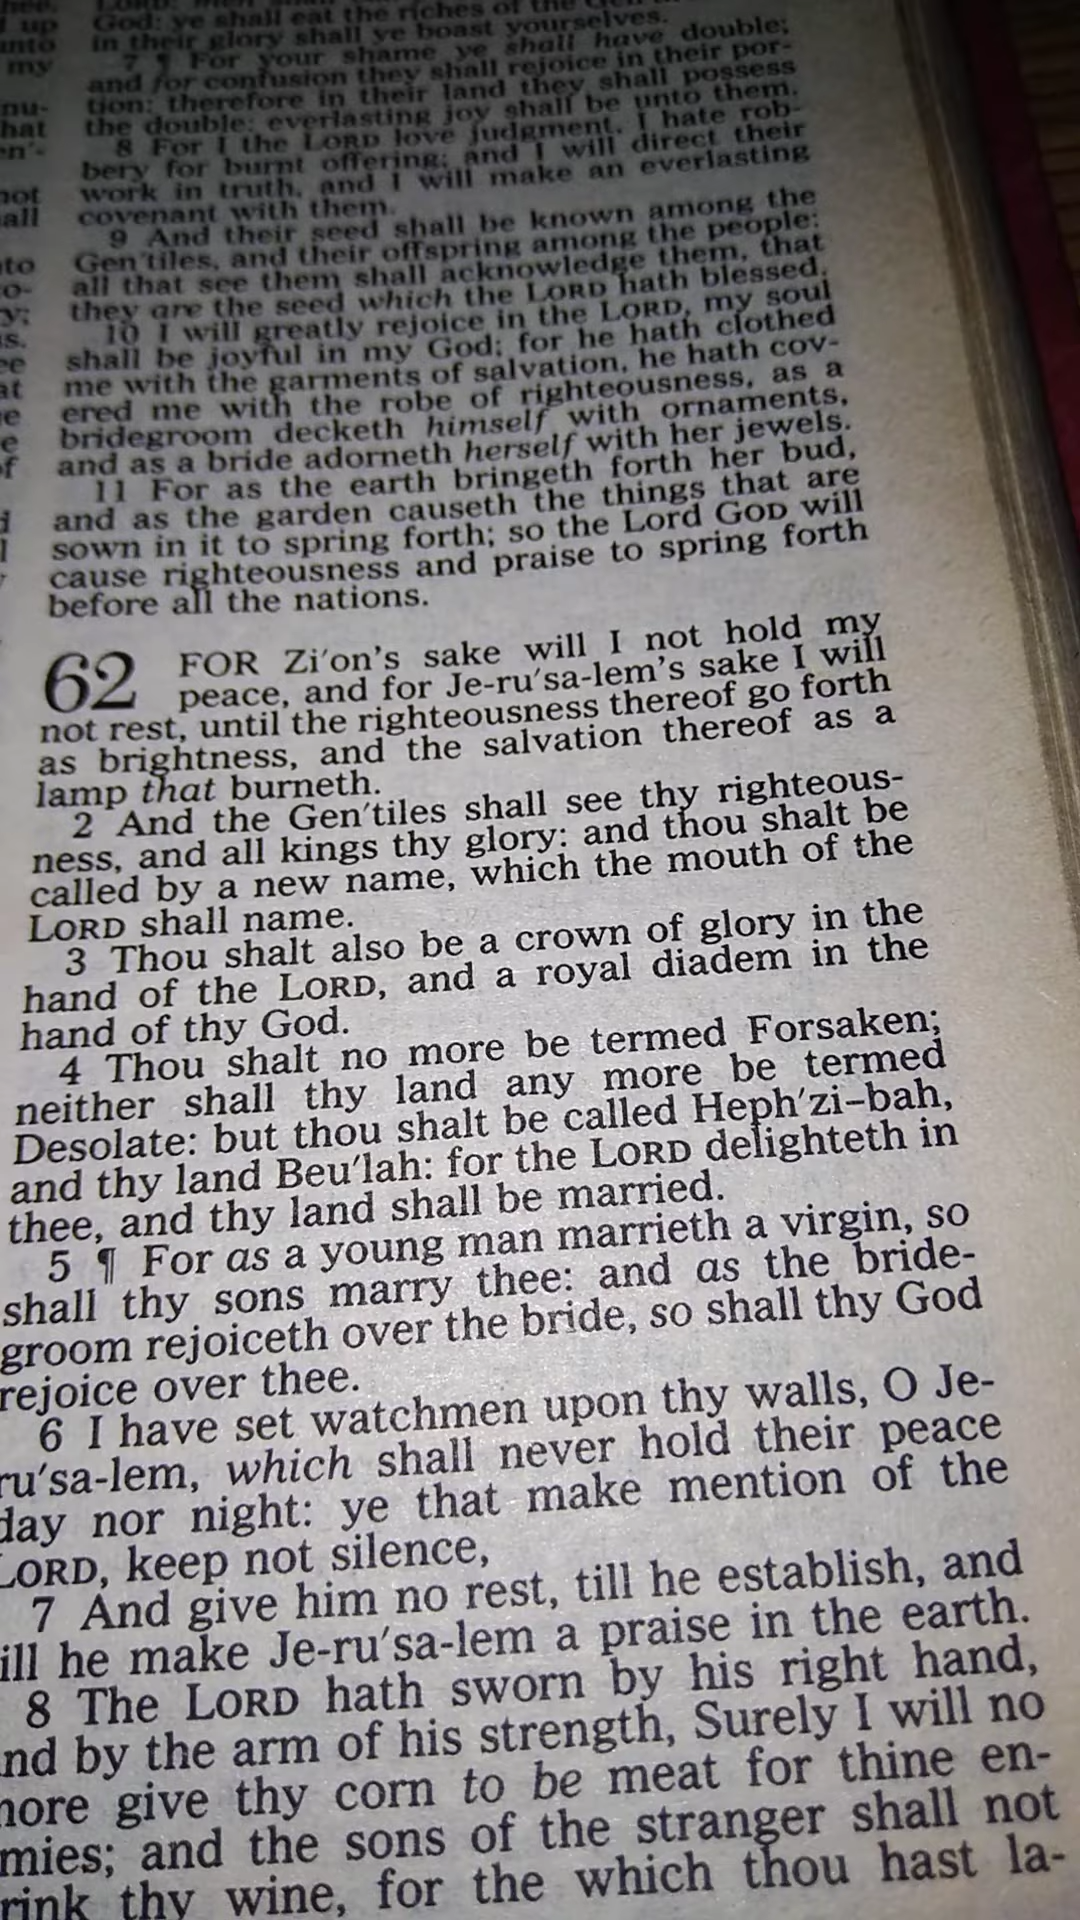 up
God: ye shall eat the riches of the
unto
in their glory shall ye boast yourselves.
my
7 ¶ For your shame ye shall have double;
and for confusion they shall rejoice in their por-
nu-
tion: therefore in their land they shall possess
hat
the double: everlasting joy shall be unto them.
en'-
8 For I the LORD love judgment, I hate rob-
bery for burnt offering; and I will direct their
not
work in truth, and I will make an everlasting
all
covenant with them.
9 And their seed shall be known among the
to
Gen'tiles, and their offspring among the people:
o-
all that see them shall acknowledge them, that
y;
they are the seed which the LORD hath blessed.
s.
10 I will greatly rejoice in the LORD, my soul
ee
shall be joyful in my God; for he hath clothed
at
me with the garments of salvation, he hath cov-
e
ered me with the robe of righteousness, as a
e
bridegroom decketh himself with ornaments,
of
and as a bride adorneth herself with her jewels.
11 For as the earth bringeth forth her bud,
d
and as the garden causeth the things that are
l
sown in it to spring forth; so the Lord GOD will
cause righteousness and praise to spring forth
before all the nations.
62 FOR Zi'on's sake will I not hold my
peace, and for Je-ru'sa-lem's sake I will
not rest, until the righteousness thereof go forth
as brightness, and the salvation thereof as a
lamp that burneth.
2 And the Gen'tiles shall see thy righteous-
ness, and all kings thy glory: and thou shalt be
called by a new name, which the mouth of the
LORD shall name.
3 Thou shalt also be a crown of glory in the
hand of the LORD, and a royal diadem in the
hand of thy God.
4 Thou shalt no more be termed Forsaken;
neither shall thy land any more be termed
Desolate: but thou shalt be called Heph'zi-bah,
and thy land Beu'lah: for the LORD delighteth in
thee, and thy land shall be married.
5 ¶ For as a young man marrieth a virgin, so
shall thy sons marry thee: and as the bride-
groom rejoiceth over the bride, so shall thy God
rejoice over thee.
6 I have set watchmen upon thy walls, O Je-
ru'sa-lem, which shall never hold their peace
day nor night: ye that make mention of the
LORD, keep not silence,
7 And give him no rest, till he establish, and
ill he make Je-ru'sa-lem a praise in the earth.
8 The LORD hath sworn by his right hand,
nd by the arm of his strength, Surely I will no
more give thy corn to be meat for thine en-
mies; and the sons of the stranger shall not
rink thy wine, for the which thou hast la-